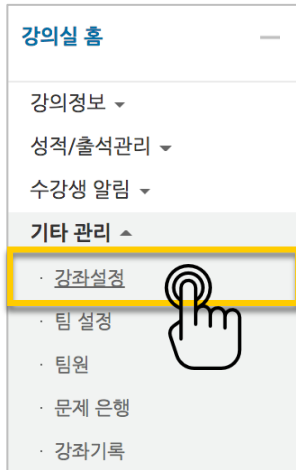 강의실 홈
강의정보
성적/출석관리
수강생 알림
기타 관리
· 강좌설정
· 팀 설정
· 팀원
· 문제 은행
· 강좌기록